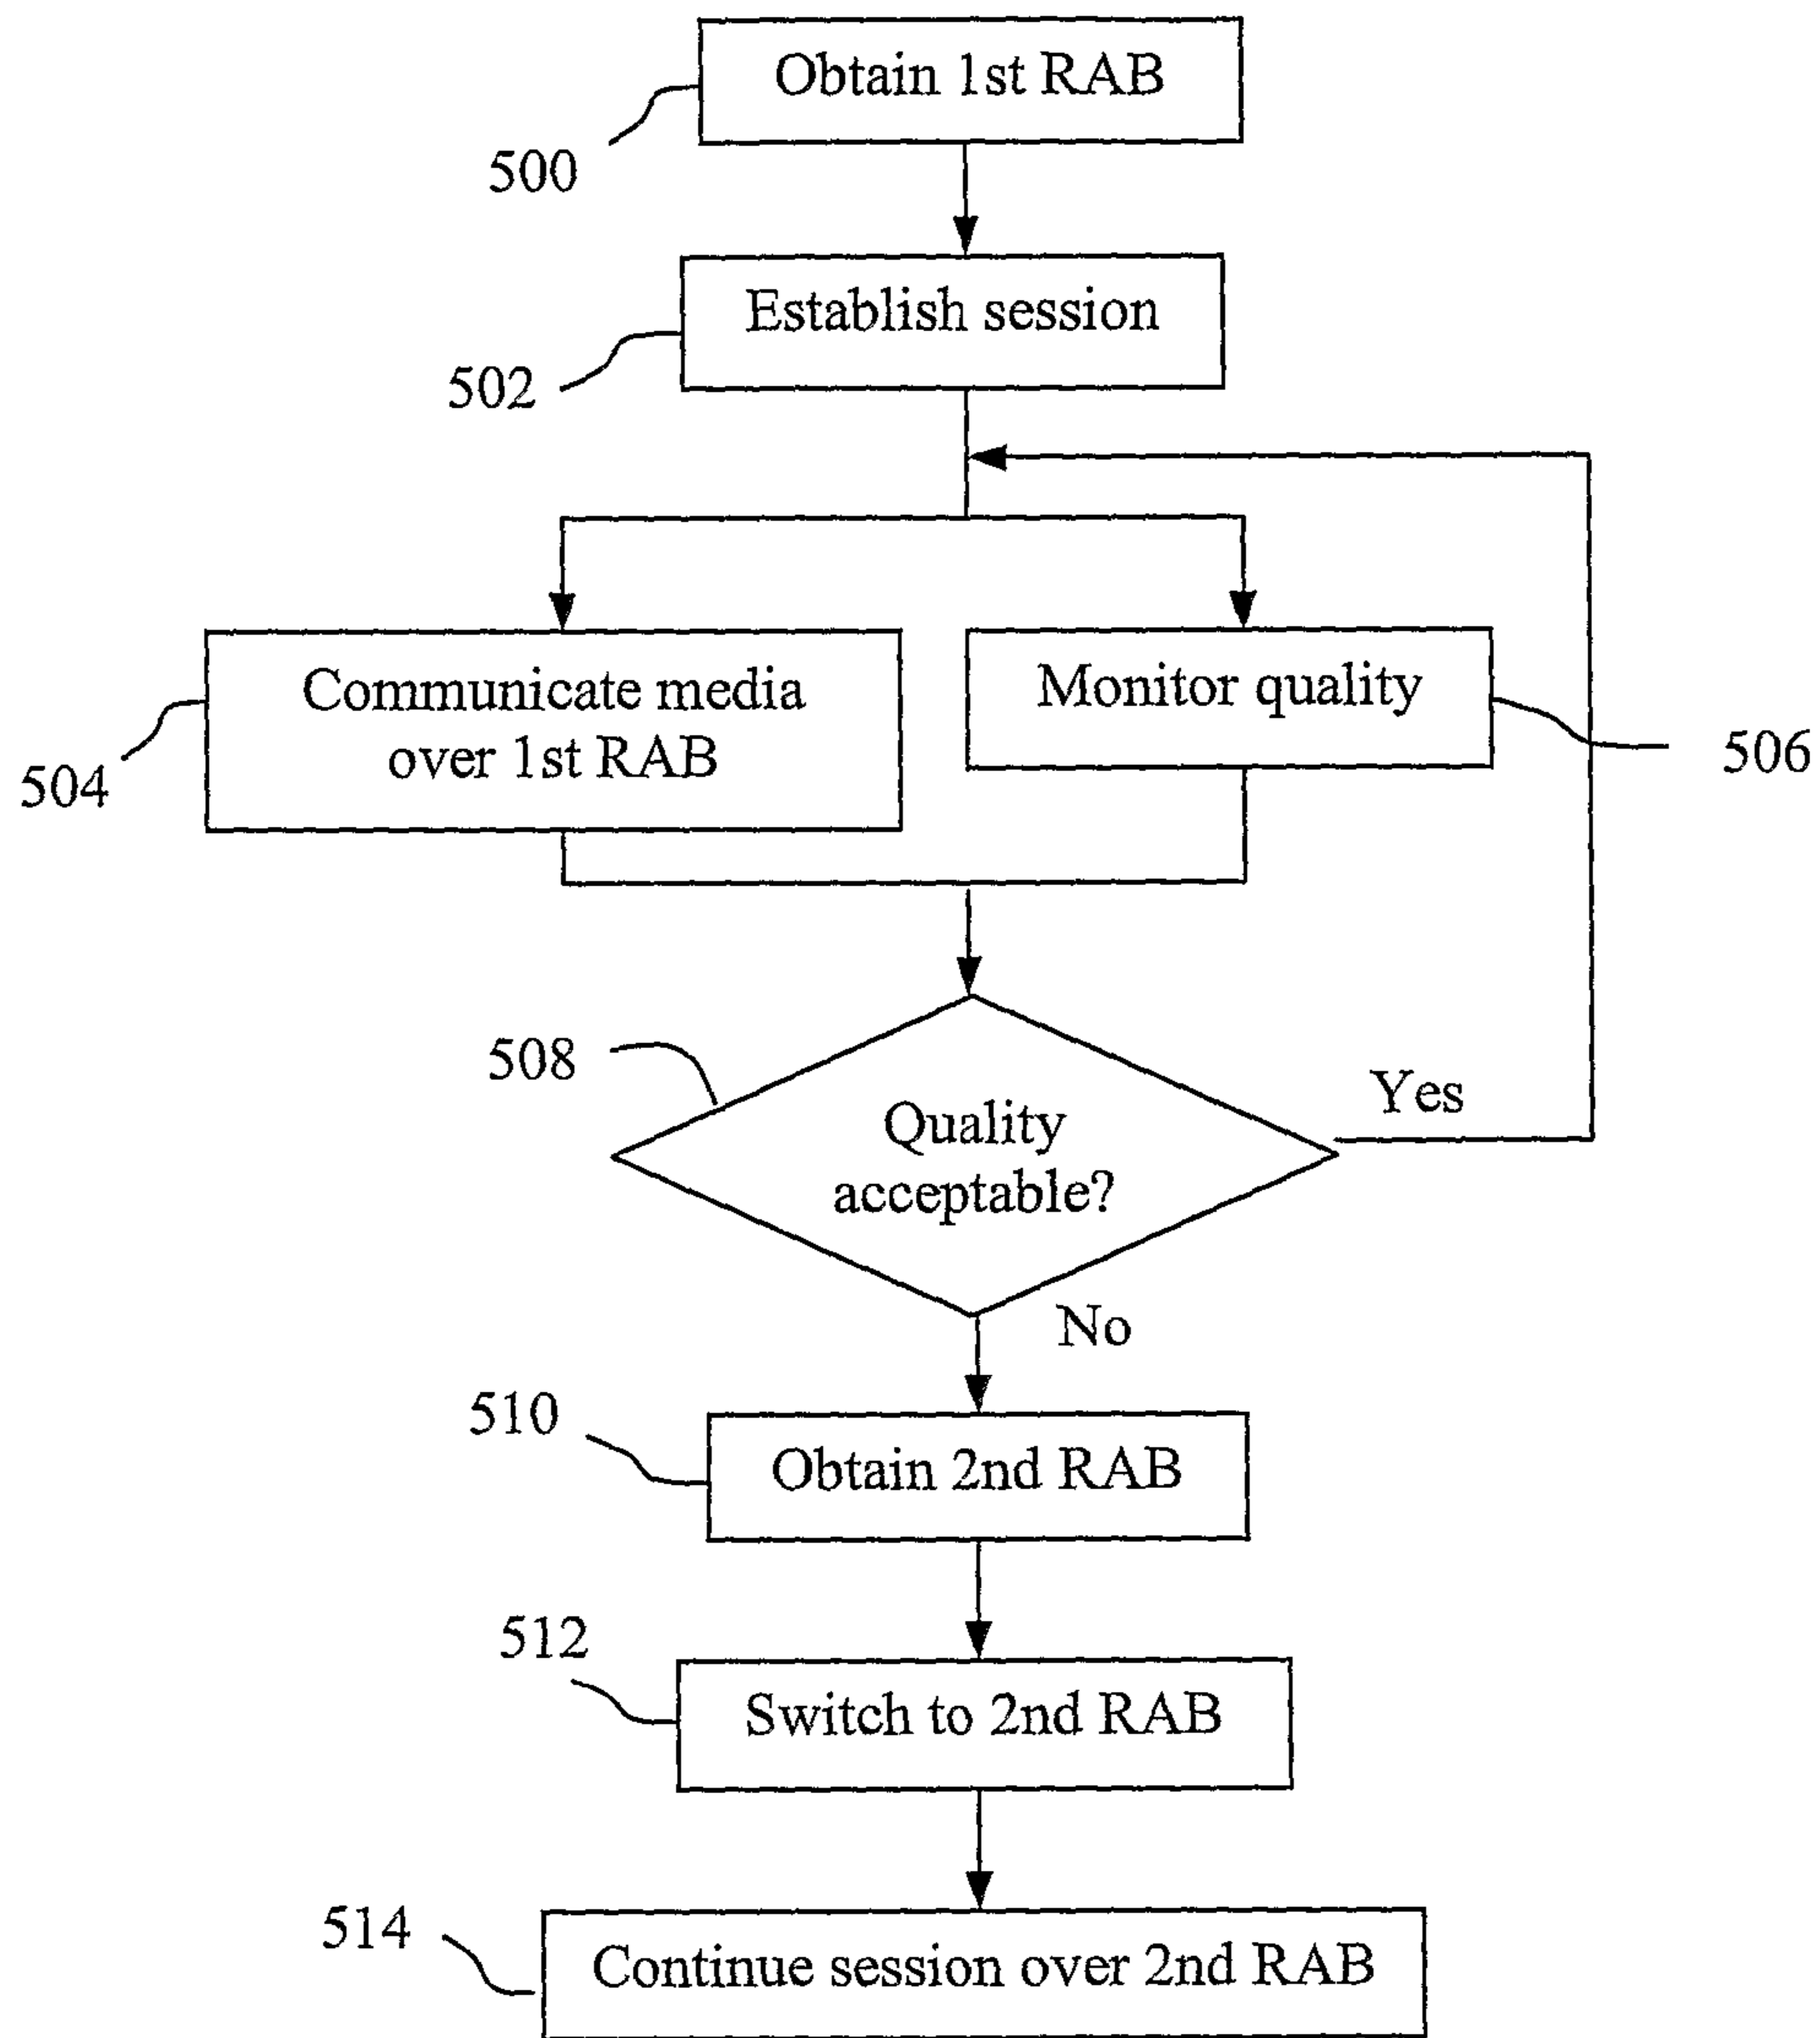 Obtain 1st RAB
500
Establish session
502
Communicate media
over 1st RAB
504
Monitor quality
506
508
Quality
acceptable?
Yes
No
510
Obtain 2nd RAB
512
Switch to 2nd RAB
514
Continue session over 2nd RAB